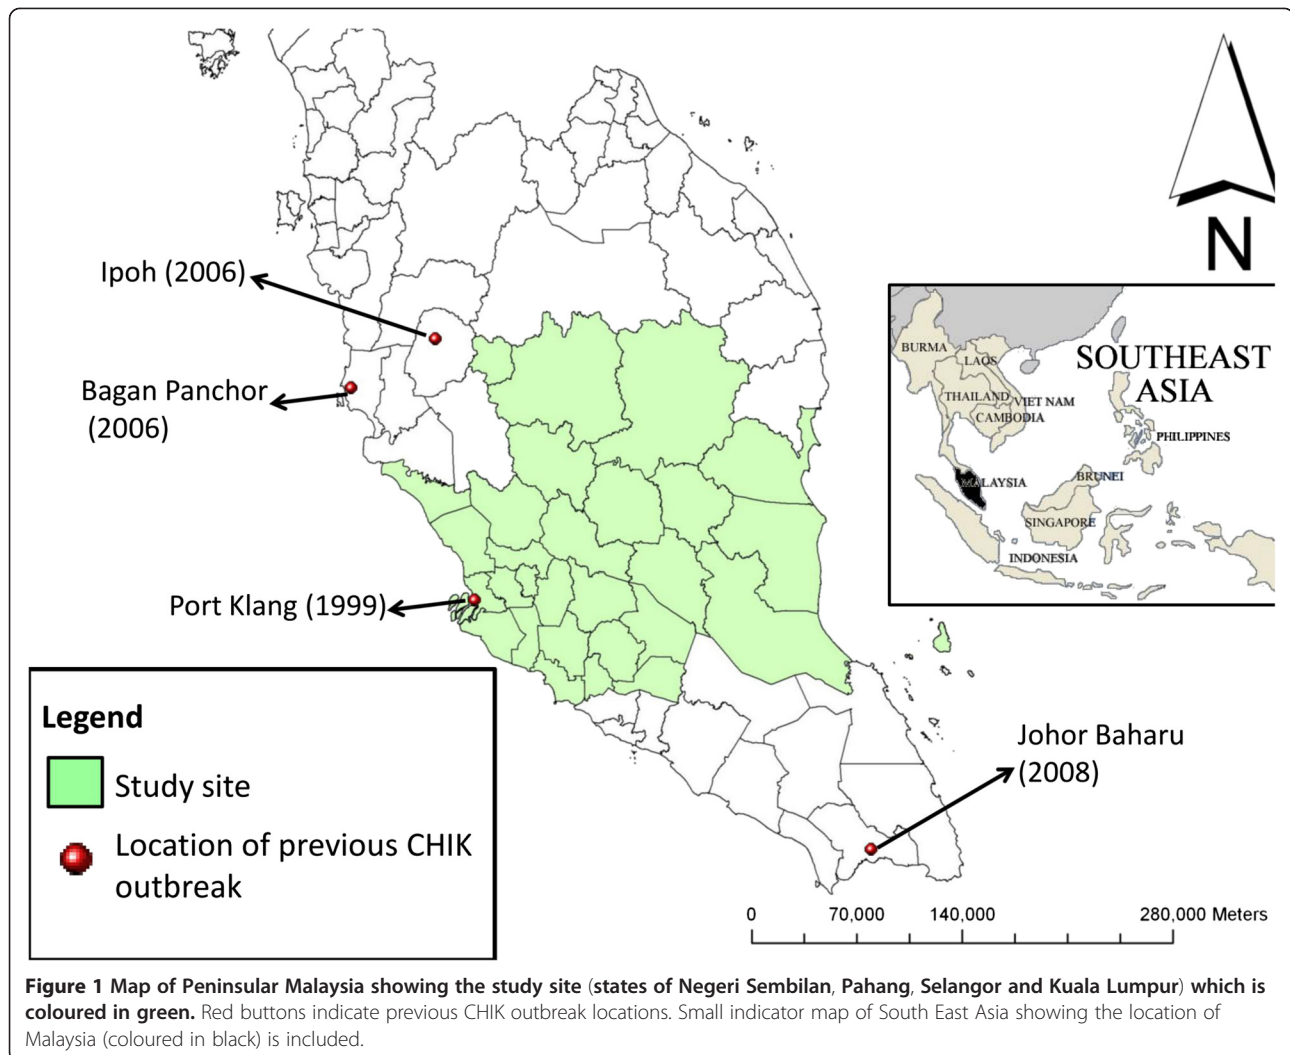 N
Ipoh (2006)
Bagan Panchor
(2006)
Port Klang (1999)
Johor Baharu
(2008)
SOUTHEAST
ASIA
BURMA
LAOS
THAILAND
VIET NAM
CAMBODIA
PHILIPPINES
MALAYSIA
BRUNEI
SINGAPORE
INDONESIA
Legend
Study site
Location of previous CHIK
outbreak
0 70,000 140,000 280,000 Meters
Figure 1 Map of Peninsular Malaysia showing the study site (states of Negeri Sembilan, Pahang, Selangor and Kuala Lumpur) which is
coloured in green. Red buttons indicate previous CHIK outbreak locations. Small indicator map of South East Asia showing the location of
Malaysia (coloured in black) is included.